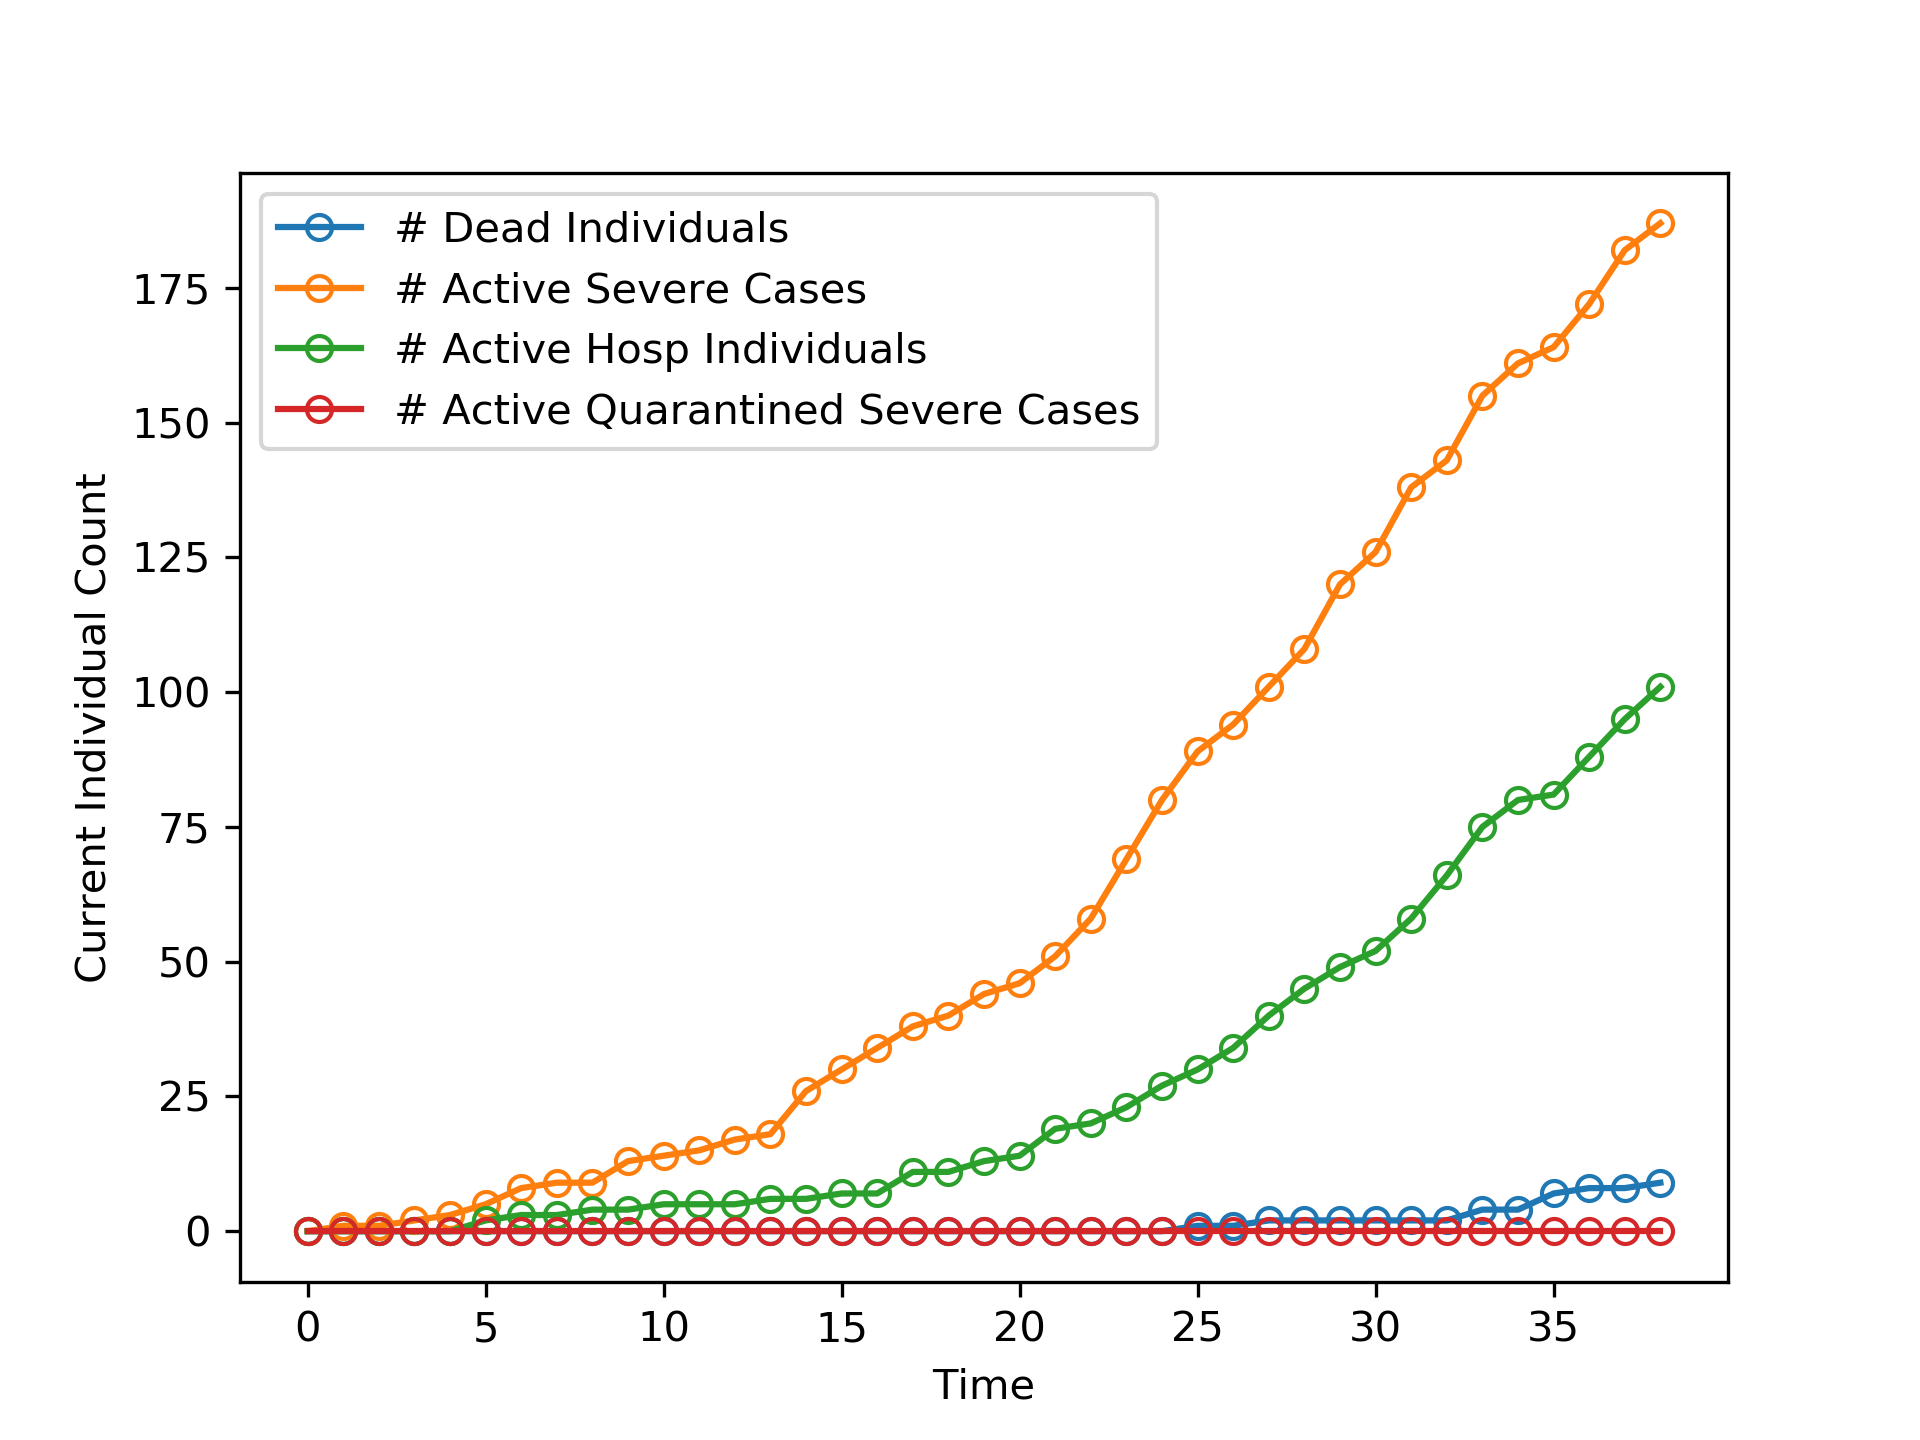 # Dead Individuals
# Active Severe Cases
# Active Hosp Individuals
# Active Quarantined Severe Cases
175
150
125
100
75
50
25
0
Current Individual Count
0 5 10 15 20 25 30 35
Time